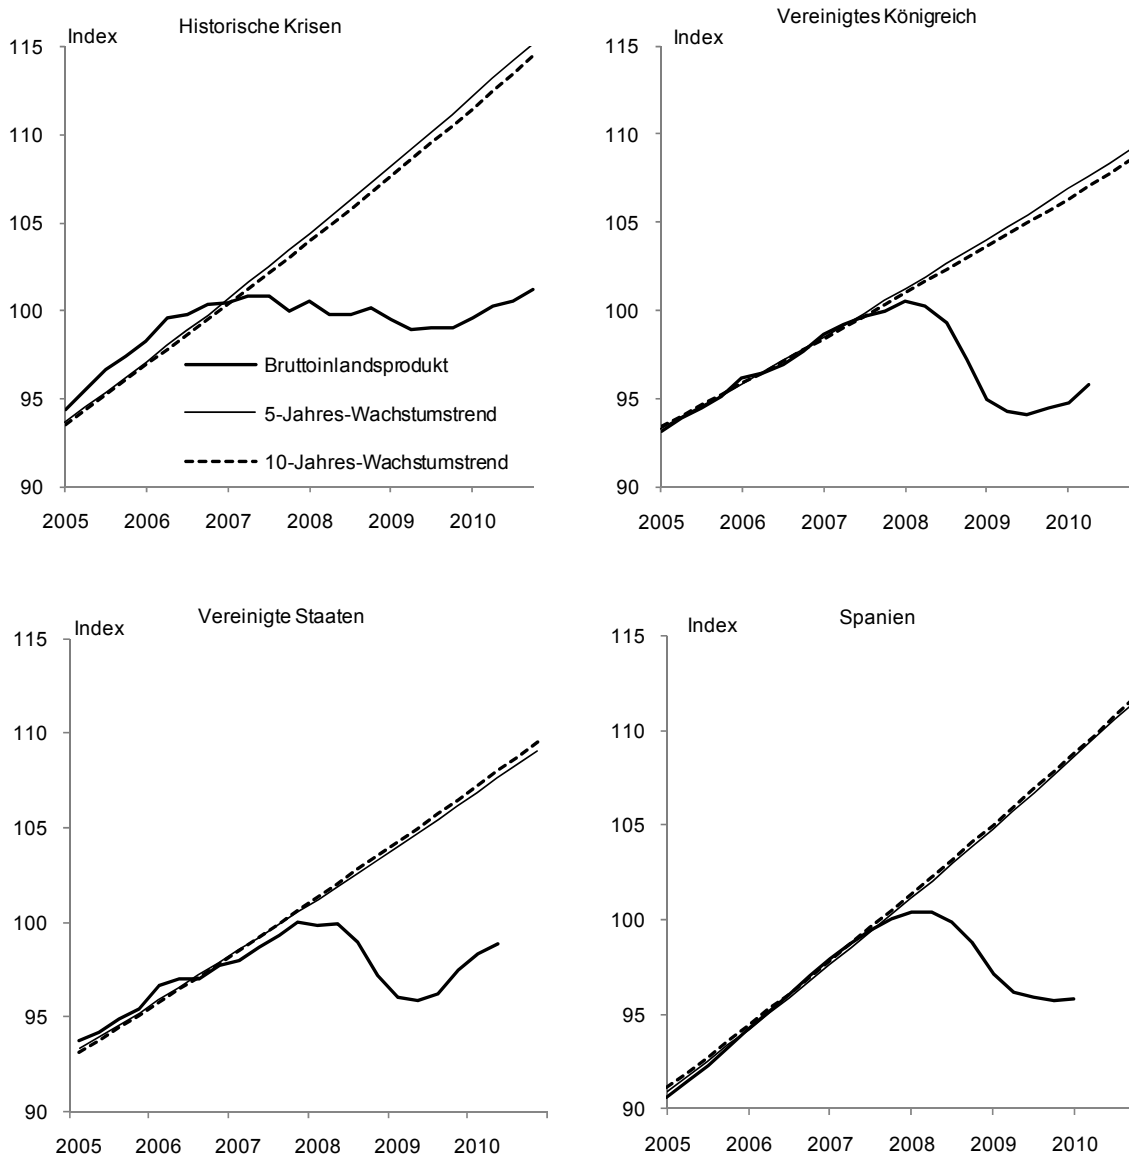 Historische Krisen
Index
115
110
105
100
95
90
2005 2006 2007 2008 2009 2010
Bruttoinlandsprodukt
5-Jahres-Wachstumstrend
10-Jahres-Wachstumstrend
Vereinigtes Königreich
Index
115
110
105
100
95
90
2005 2006 2007 2008 2009 2010
Vereinigte Staaten
Index
115
110
105
100
95
90
2005 2006 2007 2008 2009 2010
Spanien
Index
115
110
105
100
95
90
2005 2006 2007 2008 2009 2010